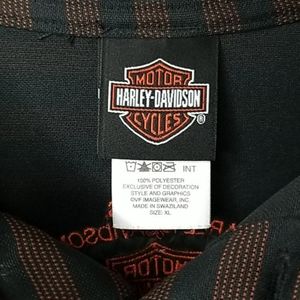 MOTOR
HARLEY-DAVIDSON
CYCLES
®
INT
100% POLYESTER
EXCLUSIVE OF DECORATION
STYLE AND GRAPHICS
OVF IMAGEWEAR, INC.
MADE IN SWAZILAND
SIZE: XL